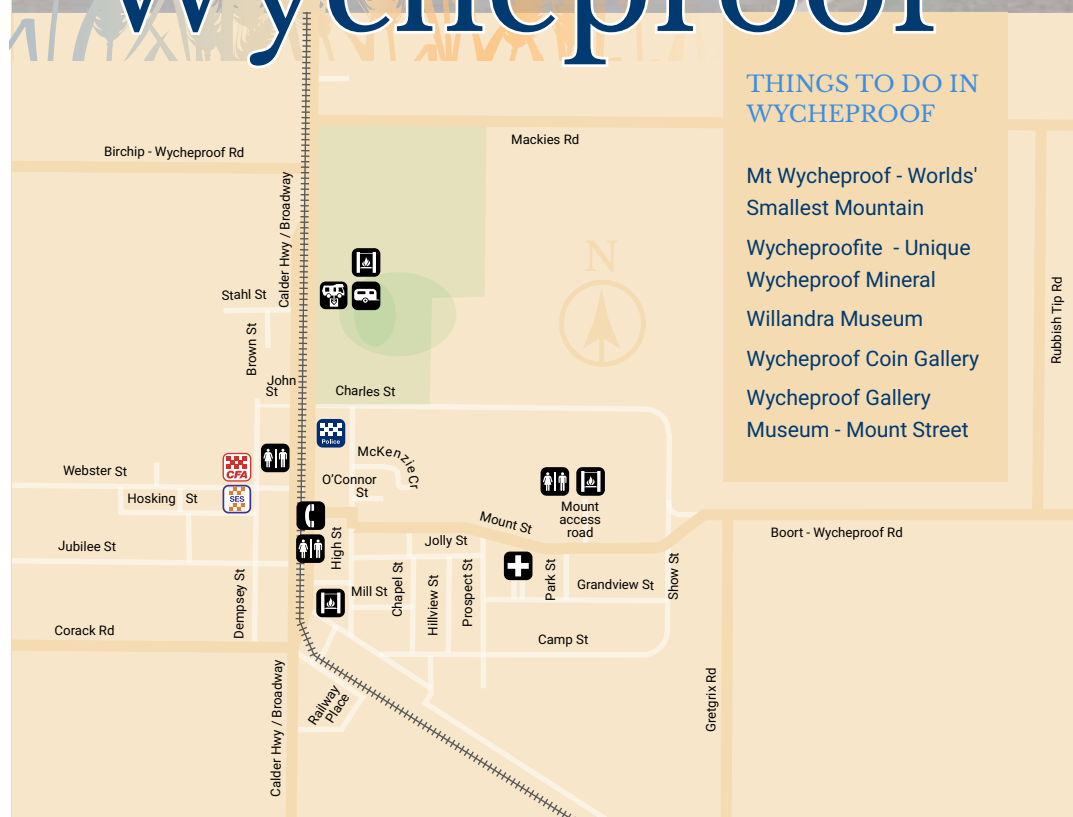 Wycheproof
THINGS TO DO IN
WYCHEPROOF
Mt Wycheproof - Worlds'
Smallest Mountain
Wycheproofite - Unique
Wycheproof Mineral
Willandra Museum
Wycheproof Coin Gallery
Wycheproof Gallery
Museum - Mount Street
Mackies Rd
Birchip - Wycheproof Rd
Calder Hwy / Broadway
N
Stahl St
Brown St
John
St
Charles St
Rubbish Tip Rd
Police
McKenzie Cr
Webster St
CFA
O'Connor
St
Hosking St
SES
Mount
access
road
Mount St
Boort - Wycheproof Rd
Jubilee St
High St
Jolly St
Dempsey St
Mill St
Chapel St
Hillview St
Prospect St
Park St
Grandview St
Show St
Corack Rd
Camp St
Calder Hwy / Broadway
Railway
Place
Gretgrix Rd